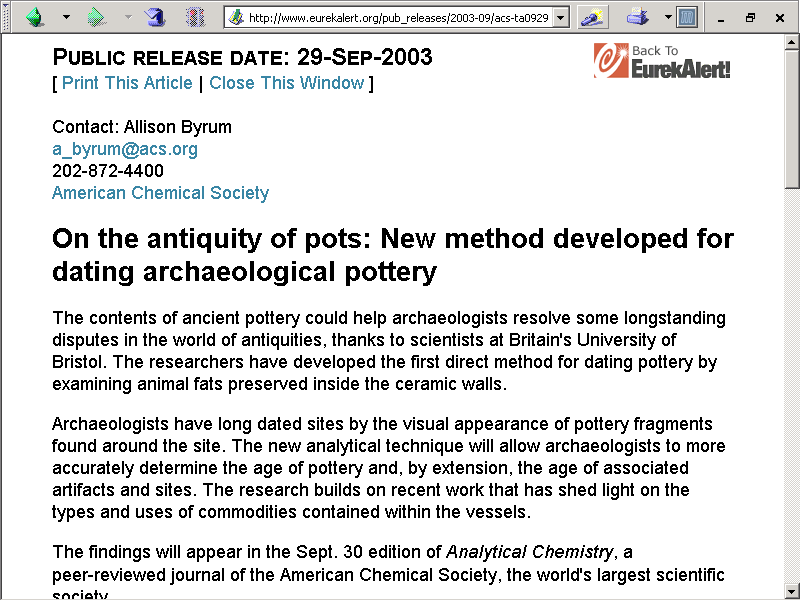 http://www.eurekalert.org/pub_releases/2003-09/acs-ta0929
PUBLIC RELEASE DATE: 29-SEP-2003
[ Print This Article | Close This Window ]
Back To
EurekAlert!
Contact: Allison Byrum
a_byrum@acs.org
202-872-4400
American Chemical Society
On the antiquity of pots: New method developed for
dating archaeological pottery
The contents of ancient pottery could help archaeologists resolve some longstanding
disputes in the world of antiquities, thanks to scientists at Britain's University of
Bristol. The researchers have developed the first direct method for dating pottery by
examining animal fats preserved inside the ceramic walls.
Archaeologists have long dated sites by the visual appearance of pottery fragments
found around the site. The new analytical technique will allow archaeologists to more
accurately determine the age of pottery and, by extension, the age of associated
artifacts and sites. The research builds on recent work that has shed light on the
types and uses of commodities contained within the vessels.
The findings will appear in the Sept. 30 edition of Analytical Chemistry, a
peer-reviewed journal of the American Chemical Society, the world's largest scientific
society.